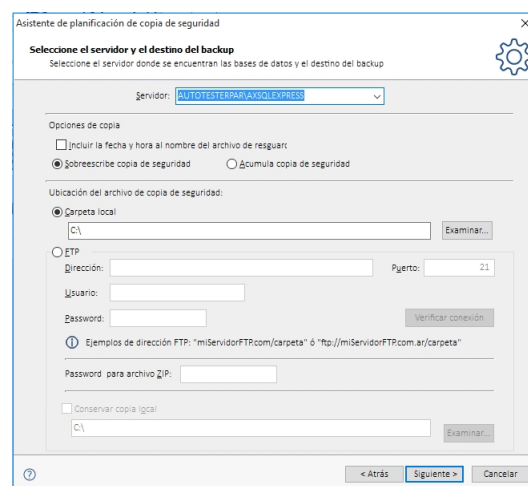 Asistente de planificación de copia de seguridad
Seleccione el servidor y el destino del backup
Seleccione el servidor donde se encuentran las bases de datos y el destino del backup
Servidor: AUTOTESTERPAR\AXSQLEXPRESS
Opciones de copia
Incluir la fecha y hora al nombre del archivo de resguarc
Sobreescribe copia de seguridad Acumula copia de seguridad
Ubicación del archivo de copia de seguridad:
Carpeta local
C:\ Examinar...
FTP
Dirección: Puerto: 21
Usuario:
Password: Verificar conexión
Ejemplos de dirección FTP: "miServidorFTP.com/carpeta" ó "ftp://miServidorFTP.com.ar/carpeta"
Password para archivo ZIP:
Conservar copia local
C:\ Examinar...
< Atrás Siguiente > Cancelar